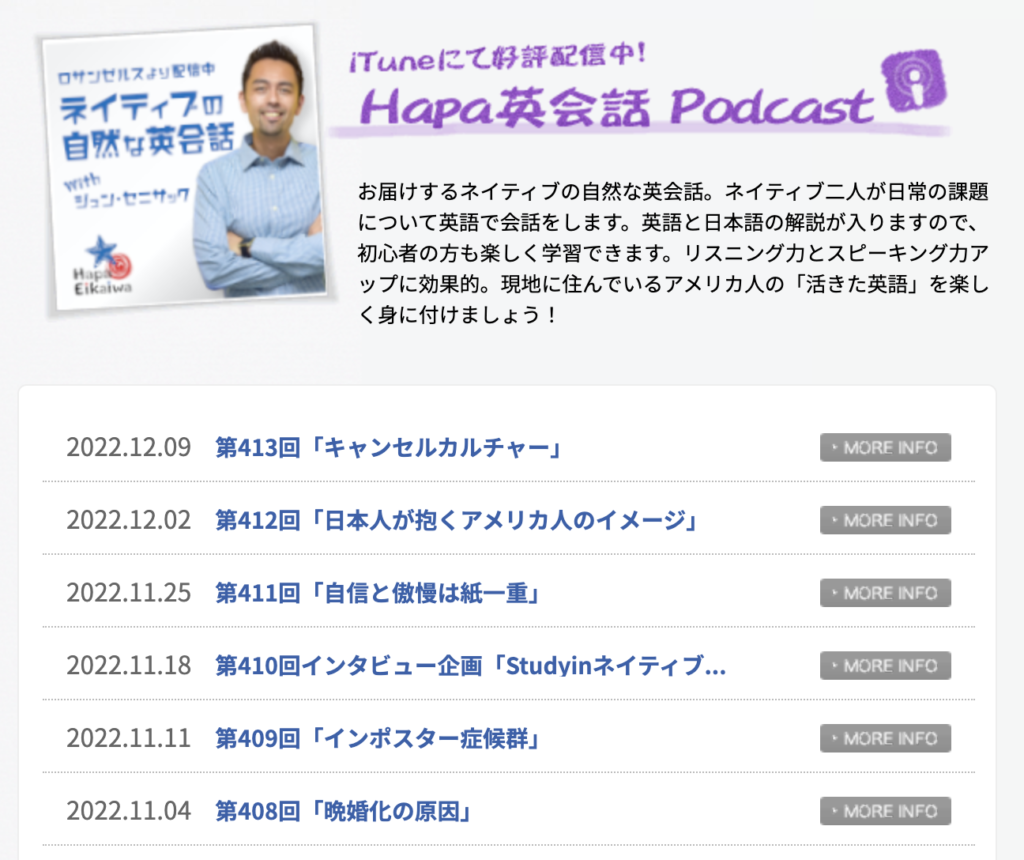 ロサンゼルスより配信中
ネイティブの
自然な英会話
with
ジュン・セニサック
Hapa
Eikaiwa
iTuneにて好評配信中!
Hapa英会話 Podcast
お届けするネイティブの自然な英会話。ネイティブ二人が日常の課題
について英語で会話をします。英語と日本語の解説が入りますので、
初心者の方も楽しく学習できます。リスニング力とスピーキング力ア
ップに効果的。現地に住んでいるアメリカ人の「活きた英語」を楽し
く身に付けましょう！
2022.12.09 第413回「キャンセルカルチャー」 MORE INFO
2022.12.02 第412回「日本人が抱くアメリカ人のイメージ」 MORE INFO
2022.11.25 第411回「自信と傲慢は紙一重」 MORE INFO
2022.11.18 第410回インタビュー企画「Studyinネイティブ... MORE INFO
2022.11.11 第409回「インポスター症候群」 MORE INFO
2022.11.04 第408回「晩婚化の原因」 MORE INFO